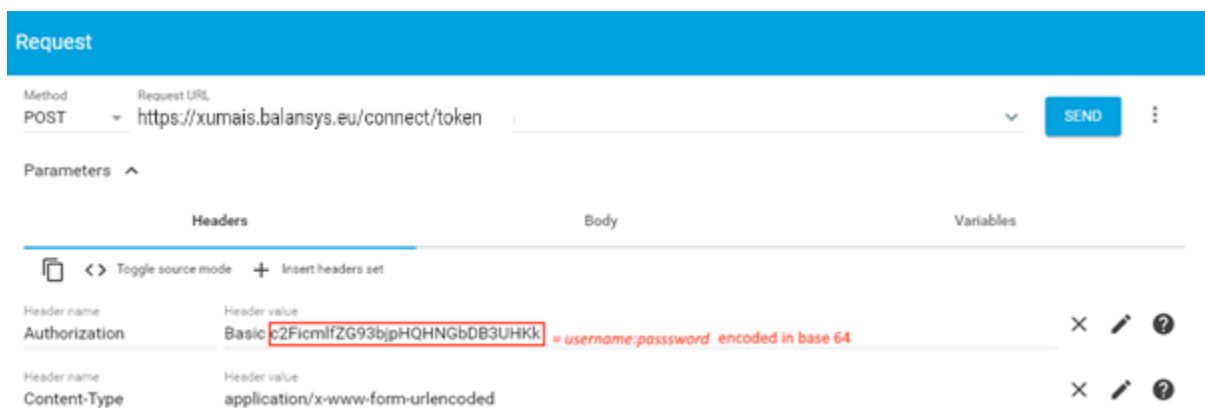 Request
Method Request URL
POST https://xumais.balansys.eu/connect/token SEND
Parameters
Headers Body Variables
Toggle source mode Insert headers set
Header name Header value
Authorization Basic c2FicmlfZG93bjpHQHNGbDB3UHKk = username:passsword encoded in base 64
Header name Header value
Content-Type application/x-www-form-urlencoded